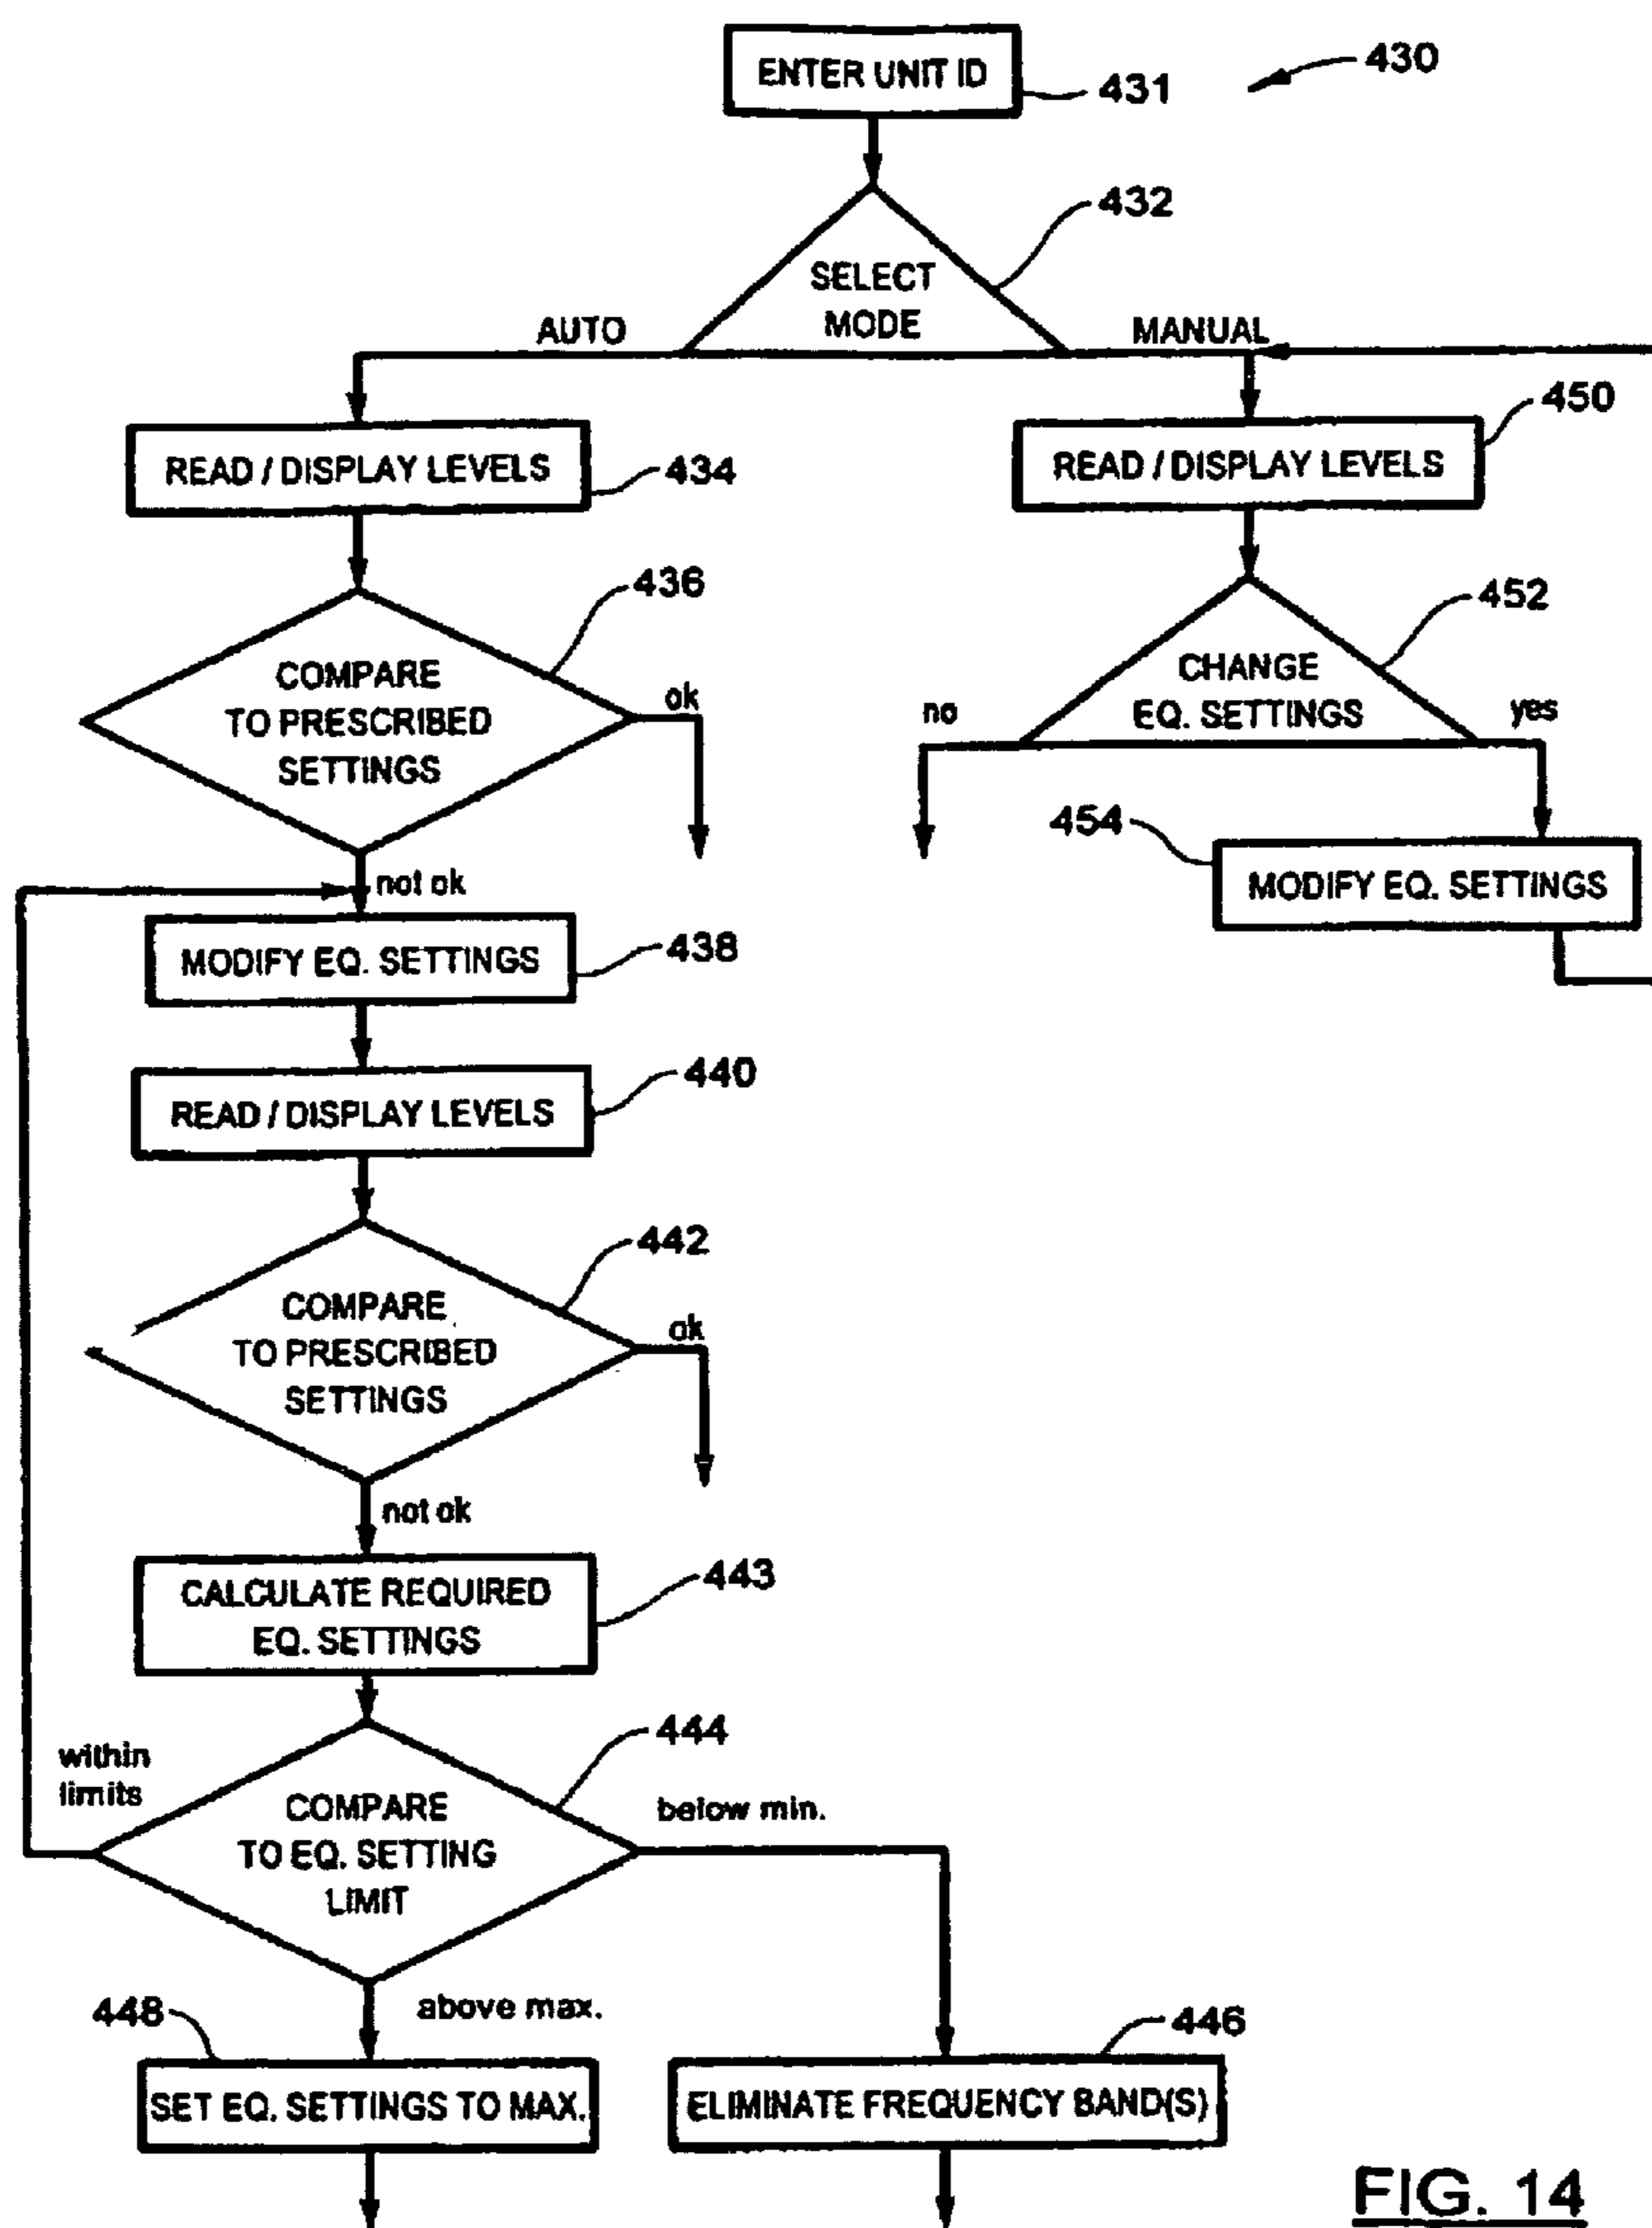 ENTER UNIT ID
431
430
432
SELECT
MODE
AUTO
MANUAL
READ / DISPLAY LEVELS
434
READ / DISPLAY LEVELS
450
436
COMPARE
TO PRESCRIBED
SETTINGS
ok
not ok
452
CHANGE
EQ. SETTINGS
no
yes
454
MODIFY EQ. SETTINGS
MODIFY EQ. SETTINGS
438
READ / DISPLAY LEVELS
440
442
COMPARE
TO PRESCRIBED
SETTINGS
ok
not ok
CALCULATE REQUIRED
EQ. SETTINGS
443
444
within
limits
COMPARE
TO EQ. SETTING
LIMIT
below min.
above max.
448
SET EQ. SETTINGS TO MAX.
446
ELIMINATE FREQUENCY BAND(S)
FIG. 14